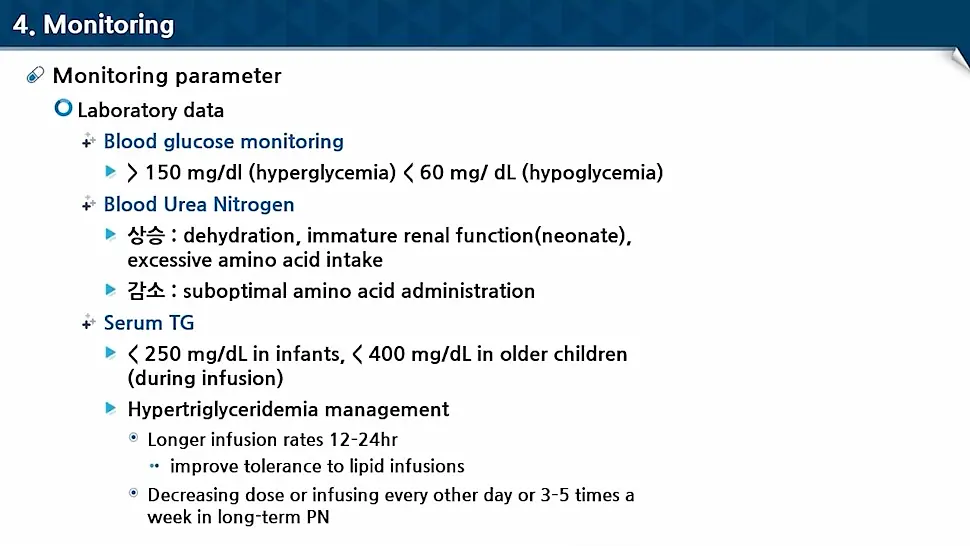 4. Monitoring
Monitoring parameter
Laboratory data
Blood glucose monitoring
> 150 mg/dl (hyperglycemia) < 60 mg/ dL (hypoglycemia)
Blood Urea Nitrogen
상승 : dehydration, immature renal function(neonate),
excessive amino acid intake
감소 : suboptimal amino acid administration
Serum TG
< 250 mg/dL in infants, < 400 mg/dL in older children
(during infusion)
Hypertriglyceridemia management
Longer infusion rates 12-24hr
improve tolerance to lipid infusions
Decreasing dose or infusing every other day or 3-5 times a
week in long-term PN